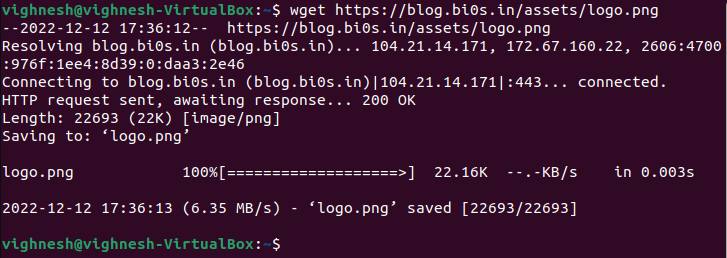 vighnesh@vighnesh-VirtualBox:~$ wget https://blog.bi0s.in/assets/logo.png
--2022-12-12 17:36:12--  https://blog.bi0s.in/assets/logo.png
Resolving blog.bi0s.in (blog.bi0s.in)... 104.21.14.171, 172.67.160.22, 2606:4700
:976f:1ee4:8d39:0:daa3:2e46
Connecting to blog.bi0s.in (blog.bi0s.in)|104.21.14.171|:443... connected.
HTTP request sent, awaiting response... 200 OK
Length: 22693 (22K) [image/png]
Saving to: ‘logo.png’
logo.png            100%[===================>]  22.16K  --.-KB/s    in 0.003s
2022-12-12 17:36:13 (6.35 MB/s) - ‘logo.png’ saved [22693/22693]
vighnesh@vighnesh-VirtualBox:~$